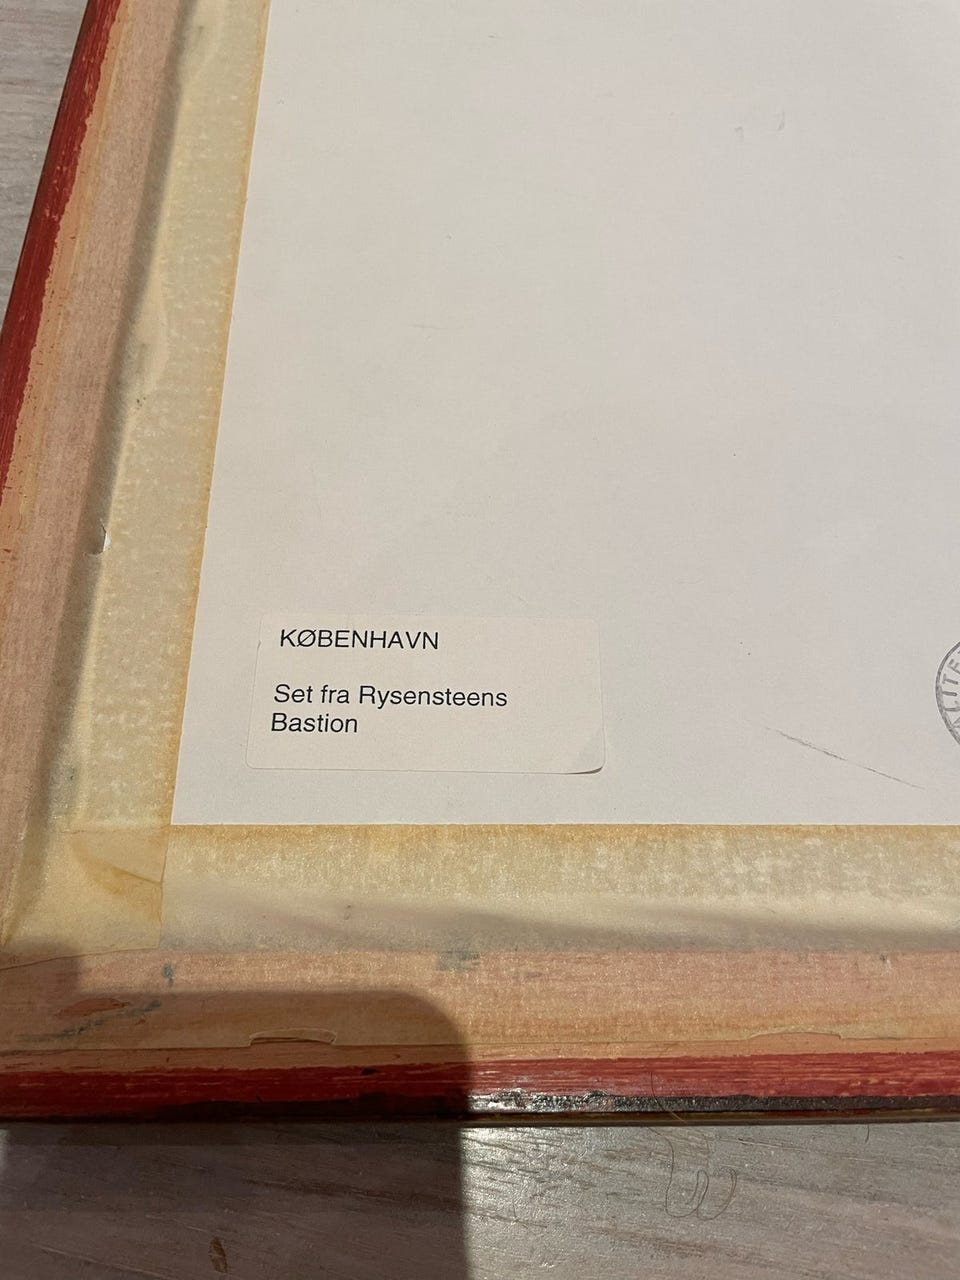 KØBENHAVN
Set fra Rysensteens
Bastion